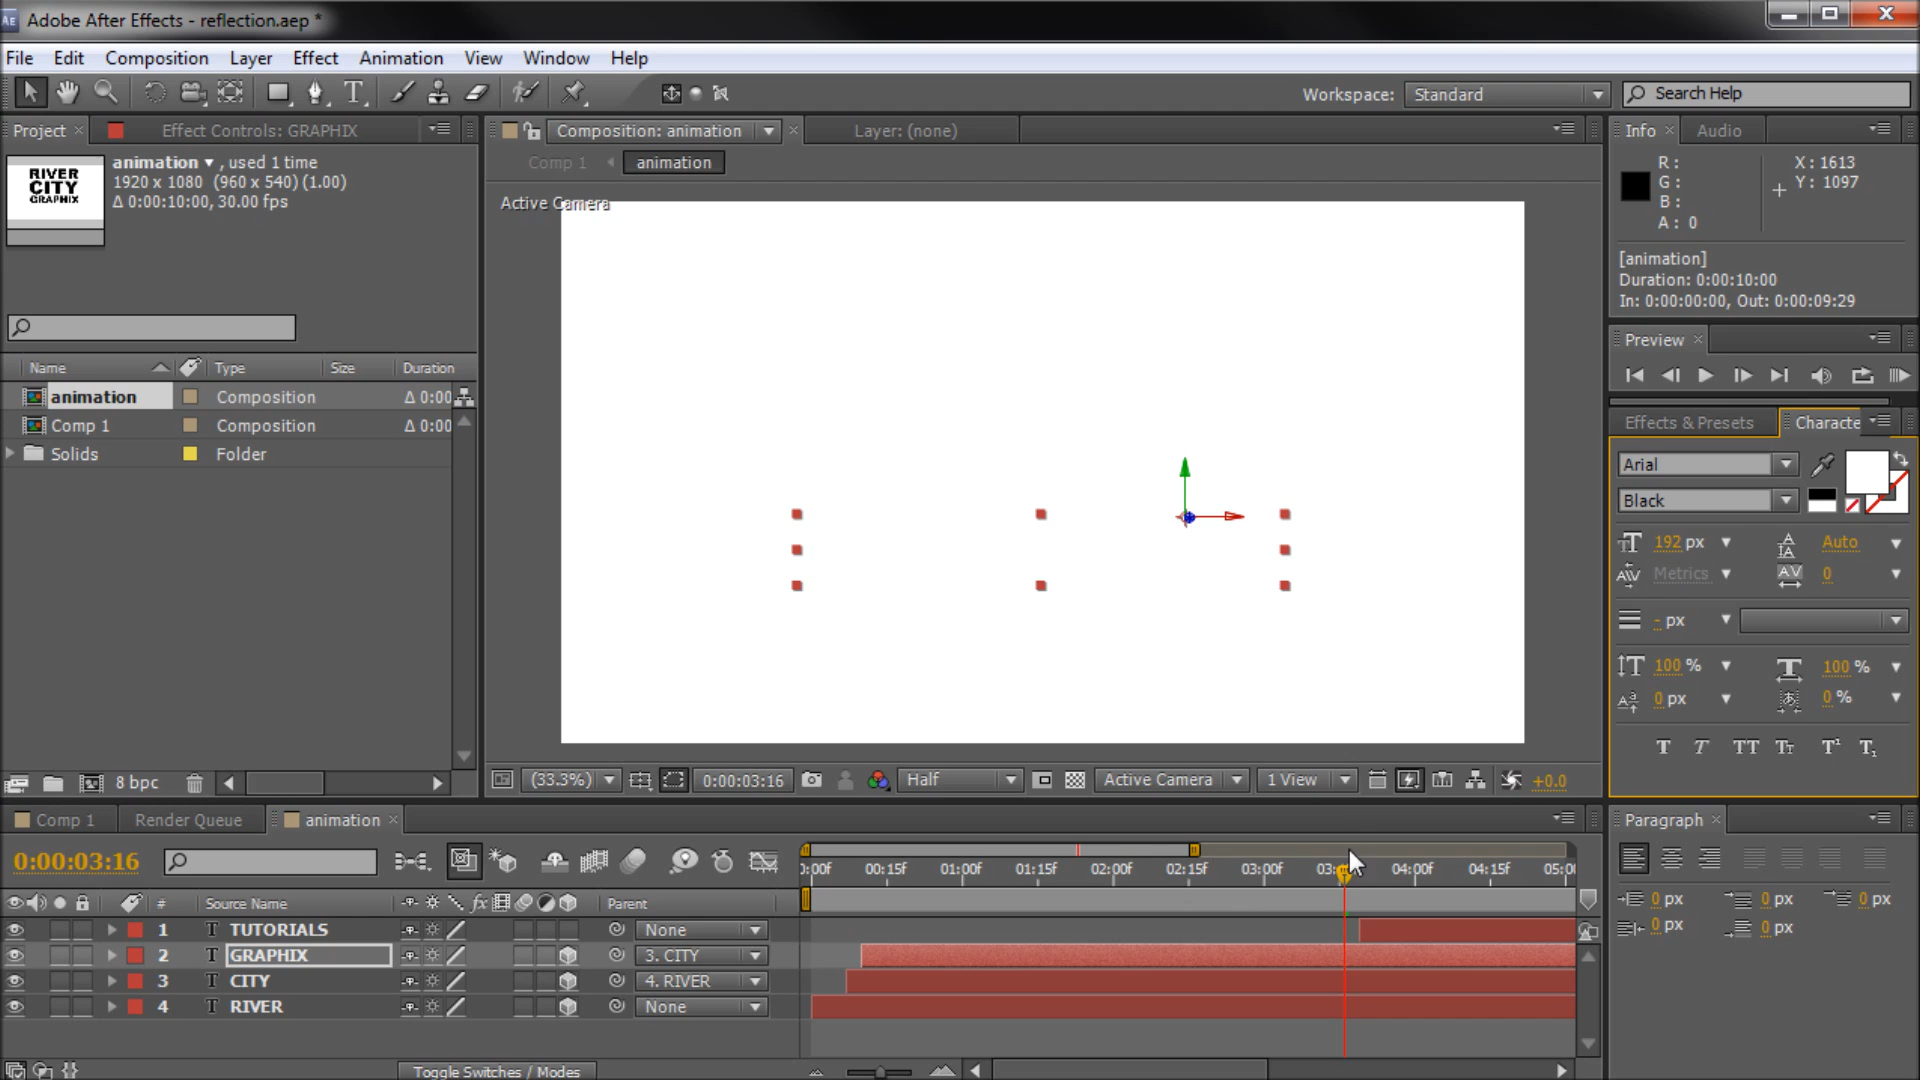 Adobe After Effects - reflection.aep *
File Edit Composition Layer Effect Animation View Window Help
Workspace: Standard Search Help
Project Effect Controls: GRAPHIX
Composition: animation Layer: (none)
Info Audio
Comp 1 animation
RIVER
CITY
GRAPHIX
animation , used 1 time
1920 x 1080 (960 x 540) (1.00)
Δ 0:00:10:00, 30.00 fps
Active Camera
R:
G:
B:
A: 0
X: 1613
Y: 1097
[animation]
Duration: 0:00:10:00
In: 0:00:00:00, Out: 0:00:09:29
Preview
Name Type Size Duration
animation Composition Δ 0:00
Comp 1 Composition Δ 0:00
Solids Folder
Effects & Presets Characte
Arial
Black
192 px Auto
Metrics 0
- px
100 % 100 %
0 px 0 %
T T TT Tt T¹ T₁
8 bpc
(33.3%) 0:00:03:16 Half Active Camera 1 View +0.0
Comp 1 Render Queue animation
0:00:03:16
):00f 00:15f 01:00f 01:15f 02:00f 02:15f 03:00f 03: 04:00f 04:15f 05:0
# Source Name Parent
1 T TUTORIALS None
2 T GRAPHIX 3. CITY
3 T CITY 4. RIVER
4 T RIVER None
Toggle Switches / Modes
Paragraph
0 px 0 px 0 px
0 px 0 px